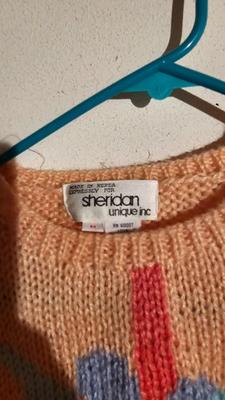 MADE IN KOREA
EXPRESSLY FOR
sheridan
unique inc